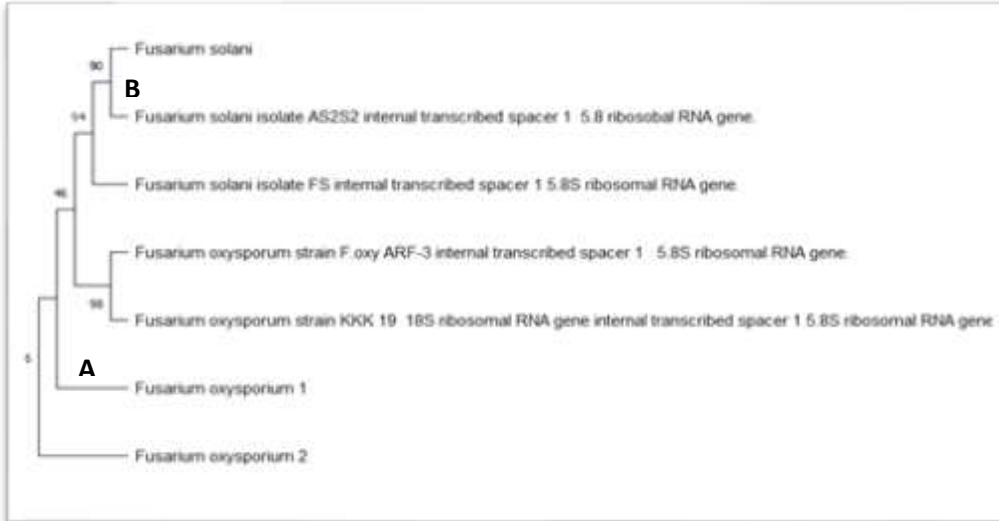 Fusarium solani
90
B
Fusarium solani isolate AS2S2 internal transcribed spacer 1 5.8 ribosobal RNA gene.
Fusarium solani isolate FS internal transcribed spacer 1 5.8S ribosomal RNA gene
46
Fusarium oxysporum strain F.oxy ARF-3 internal transcribed spacer 1 5.8S ribosomal RNA gene.
Fusarium oxysporum strain KKK 19 18S ribosomal RNA gene internal transcribed spacer 1 5.8S ribosomal RNA gene
5
A
Fusarium oxysporium 1
Fusarium oxysporium 2